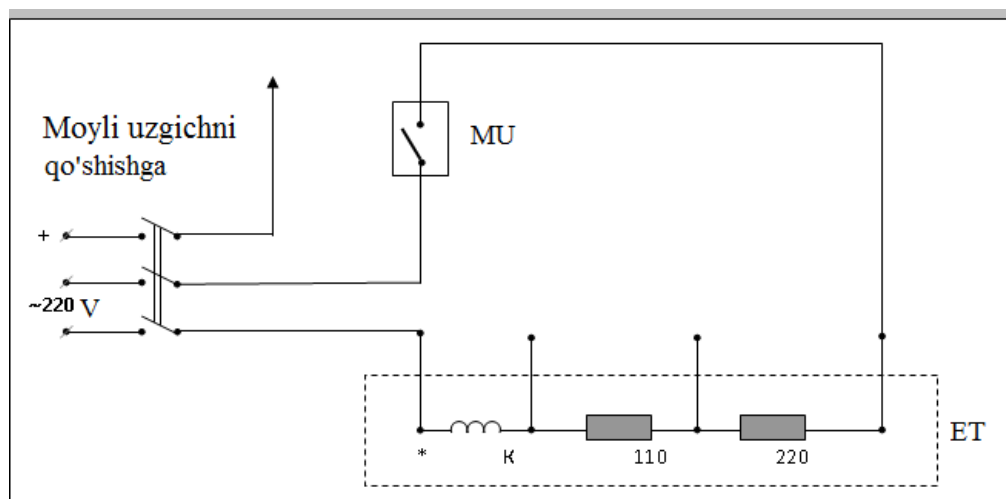 Moyli uzgichni
qo'shishga
MU
+
~220 V
ET
* К 110 220